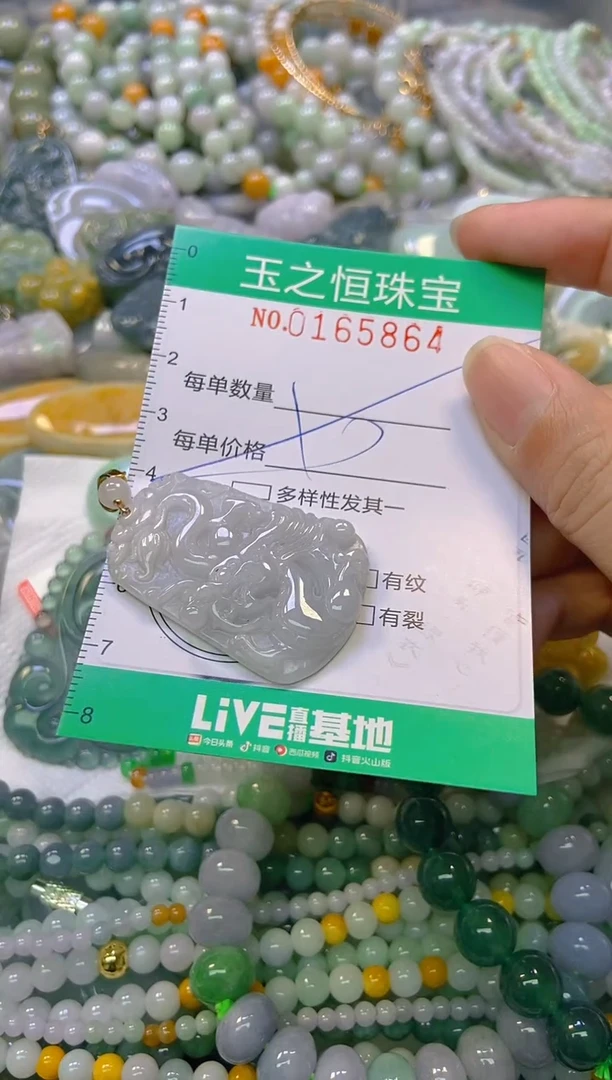 玉之恒珠宝
NO.0165864
每单数量
每单价格
多样性发其一
有纹
有裂
LiVE直播基地
今日头条 抖音 西瓜视频 抖音火山版
0
1
2
3
4
7
8